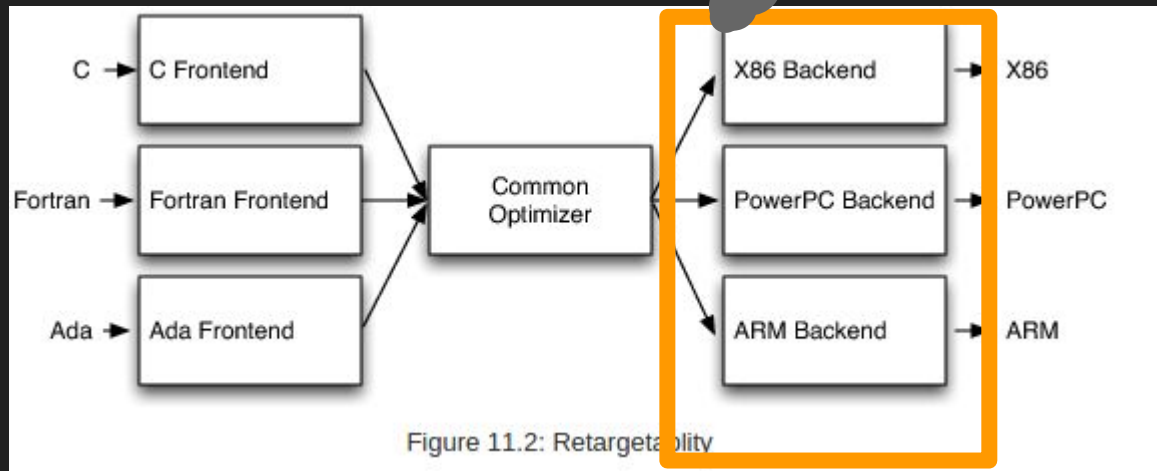 C
C Frontend
X86 Backend
X86
Fortran
Fortran Frontend
Common
Optimizer
PowerPC Backend
PowerPC
Ada
Ada Frontend
ARM Backend
ARM
Figure 11.2: Retargetablity